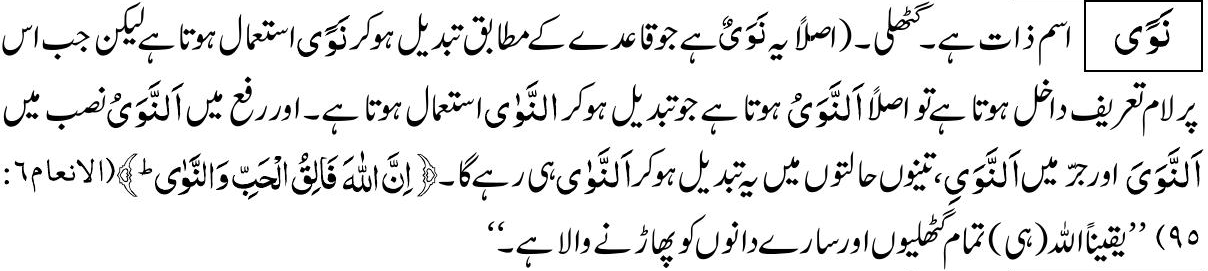 نَوًی اسم ذات ہے۔ گٹھلی۔ (اصلاً یہ نَوَیٌ ہے جو قاعدے کے مطابق تبدیل ہو کر نَوًی استعمال ہوتا ہے لیکن جب اس
پر لام تعریف داخل ہوتا ہے تو اصلاً اَلنَّوَیُ ہوتا ہے جو تبدیل ہو کر النَّوٰی استعمال ہوتا ہے۔ اور رفع میں اَلنَّوَیُ نصب میں
اَلنَّوَیَ اور جرّ میں اَلنَّوَیِ، تینوں حالتوں میں یہ تبدیل ہو کر اَلنَّوٰی ہی رہے گا۔ ﴿اِنَّ اللّٰہَ فَالِقُ الْحَبِّ وَالنَّوٰی ؕ﴾ (الانعام ٦:
٩٥) ’’یقیناً اللہ (ہی) تمام گٹھلیوں اور سارے دانوں کو پھاڑنے والا ہے۔‘‘